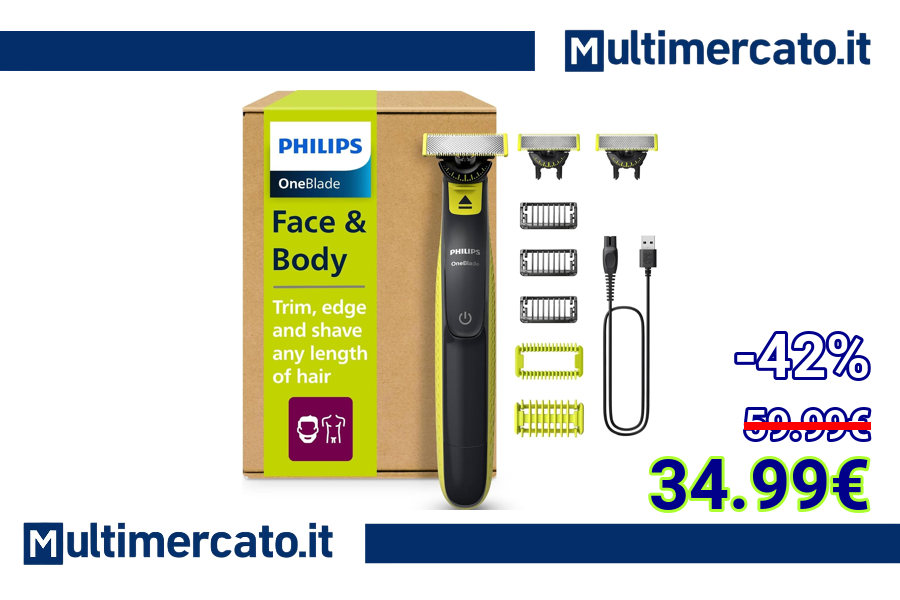 Multimercato.it
PHILIPS
OneBlade
Face &
Body
Trim, edge
and shave
any length
of hair
PHILIPS
OneBlade
-42%
59.99€
34.99€
Multimercato.it